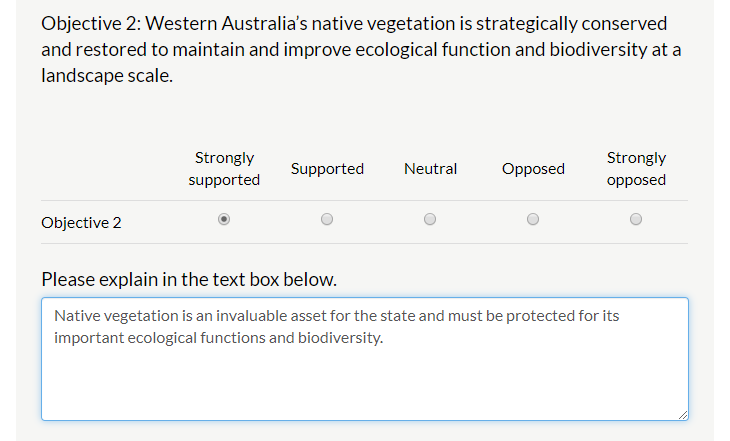 Objective 2: Western Australia’s native vegetation is strategically conserved
and restored to maintain and improve ecological function and biodiversity at a
landscape scale.
Strongly
supported
Supported
Neutral
Opposed
Strongly
opposed
Objective 2
Please explain in the text box below.
Native vegetation is an invaluable asset for the state and must be protected for its
important ecological functions and biodiversity.